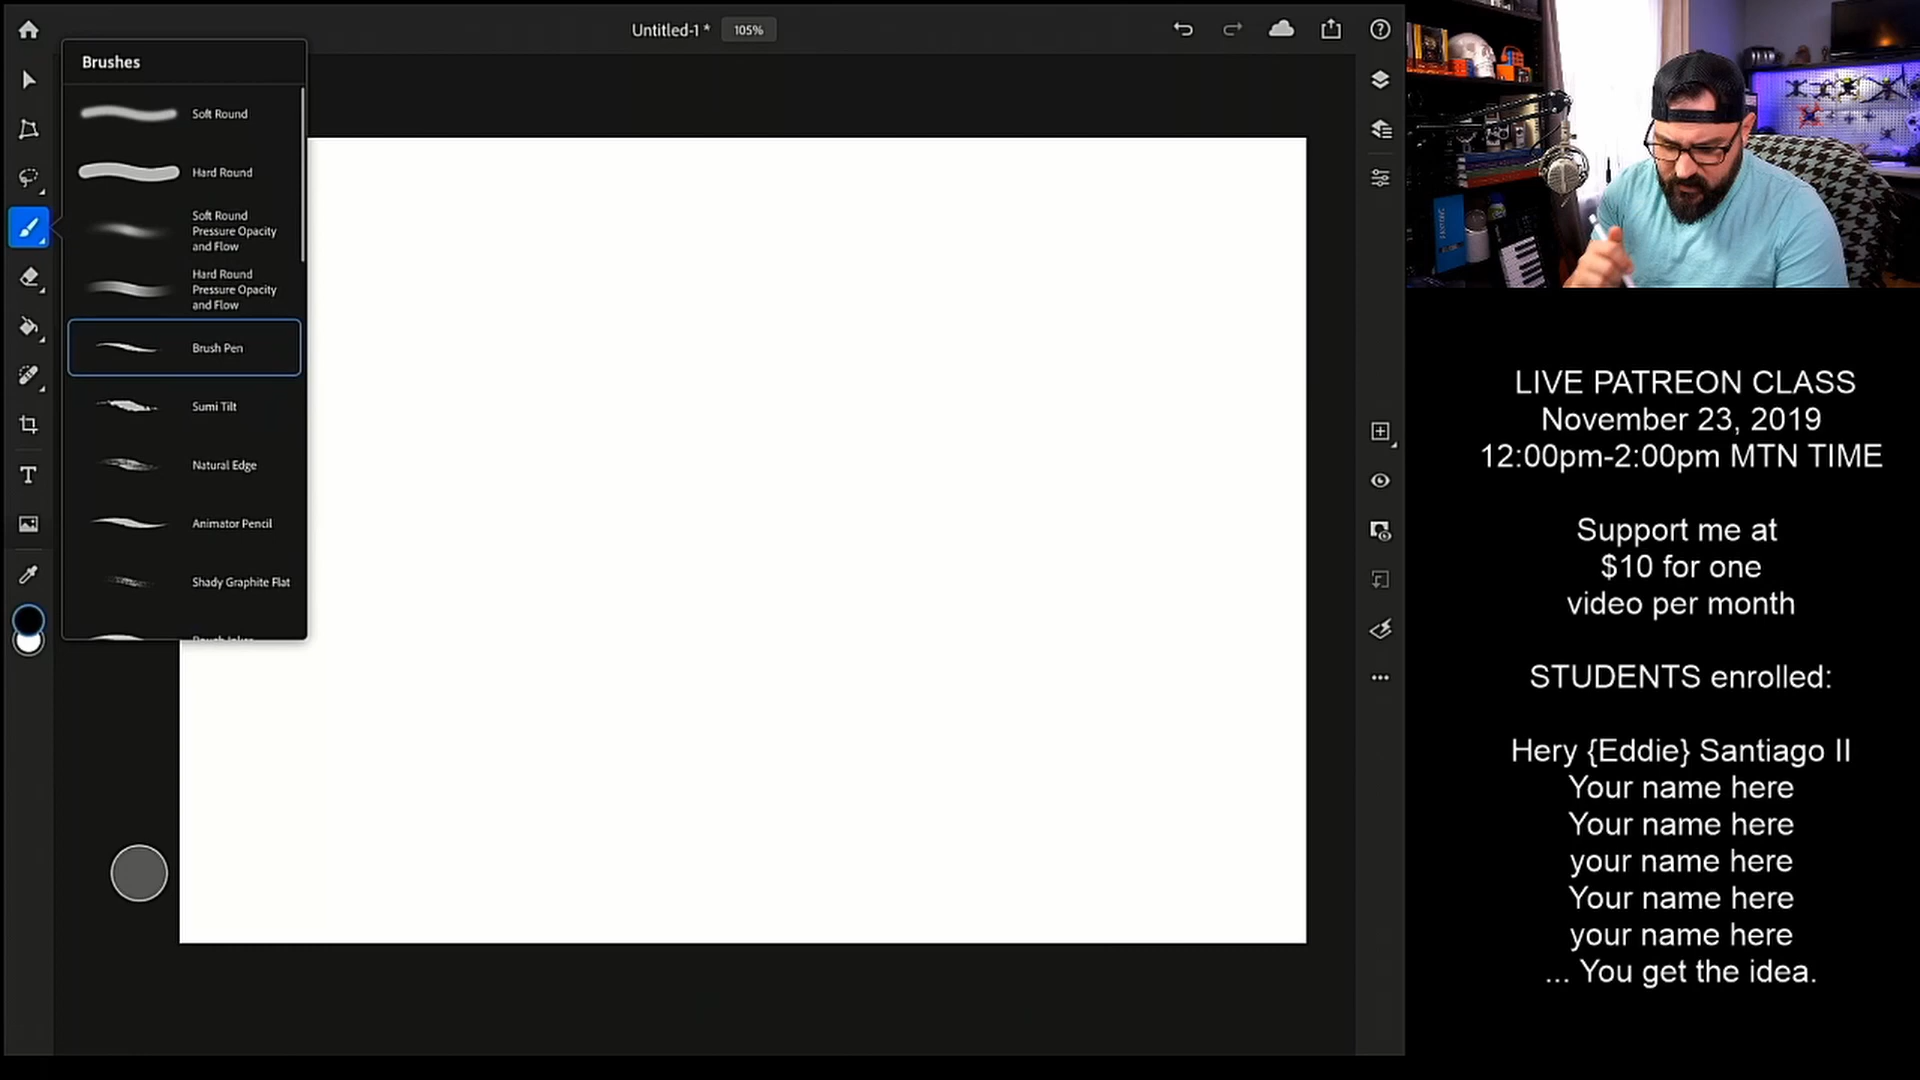 Untitled-1 *
105%
Brushes
Soft Round
Hard Round
Soft Round
Pressure Opacity
and Flow
Hard Round
Pressure Opacity
and Flow
Brush Pen
Sumi Tilt
Natural Edge
Animator Pencil
Shady Graphite Flat
LIVE PATREON CLASS
November 23, 2019
12:00pm-2:00pm MTN TIME
Support me at
$10 for one
video per month
STUDENTS enrolled:
Hery {Eddie} Santiago II
Your name here
Your name here
your name here
Your name here
your name here
... You get the idea.